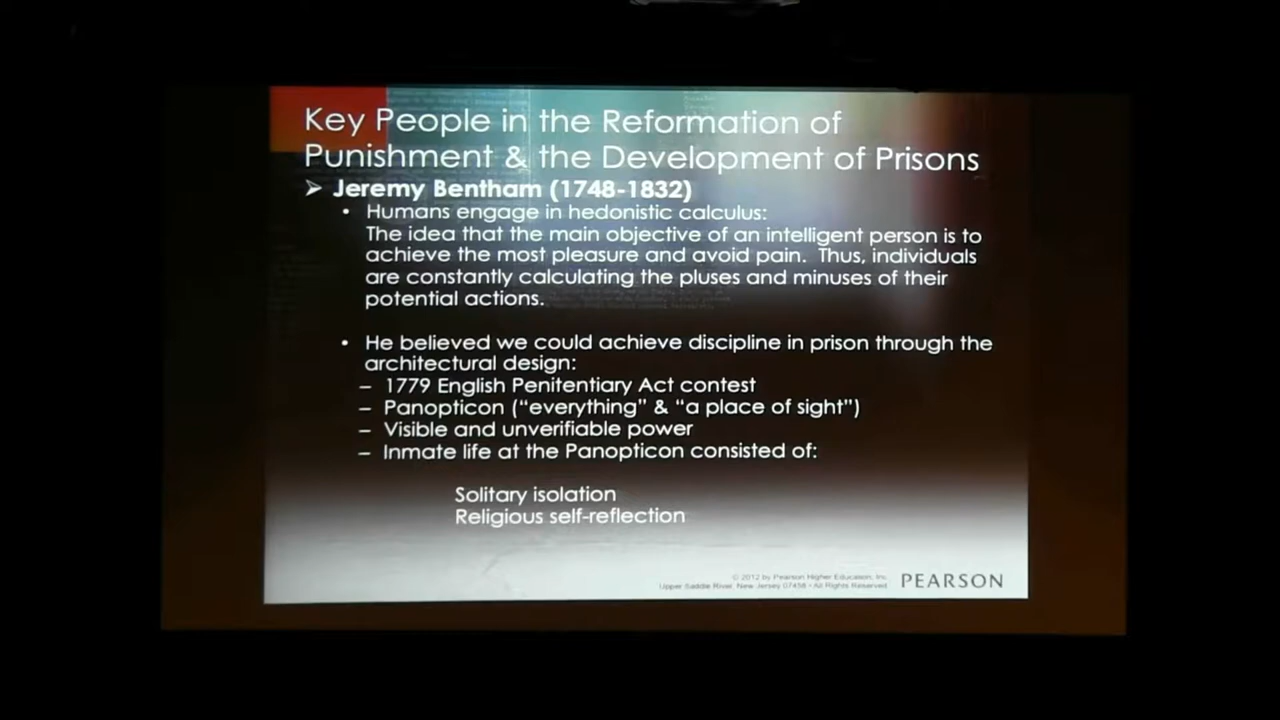 Key People in the Reformation of
Punishment & the Development of Prisons
➢ Jeremy Bentham (1748-1832)
• Humans engage in hedonistic calculus:
The idea that the main objective of an intelligent person is to
achieve the most pleasure and avoid pain. Thus, individuals
are constantly calculating the pluses and minuses of their
potential actions.
• He believed we could achieve discipline in prison through the
architectural design:
– 1779 English Penitentiary Act contest
– Panopticon (“everything” & “a place of sight”)
– Visible and unverifiable power
– Inmate life at the Panopticon consisted of:
Solitary isolation
Religious self-reflection
© 2012 by Pearson Higher Education, Inc
Upper Saddle River, New Jersey 07458 • All Rights Reserved
PEARSON